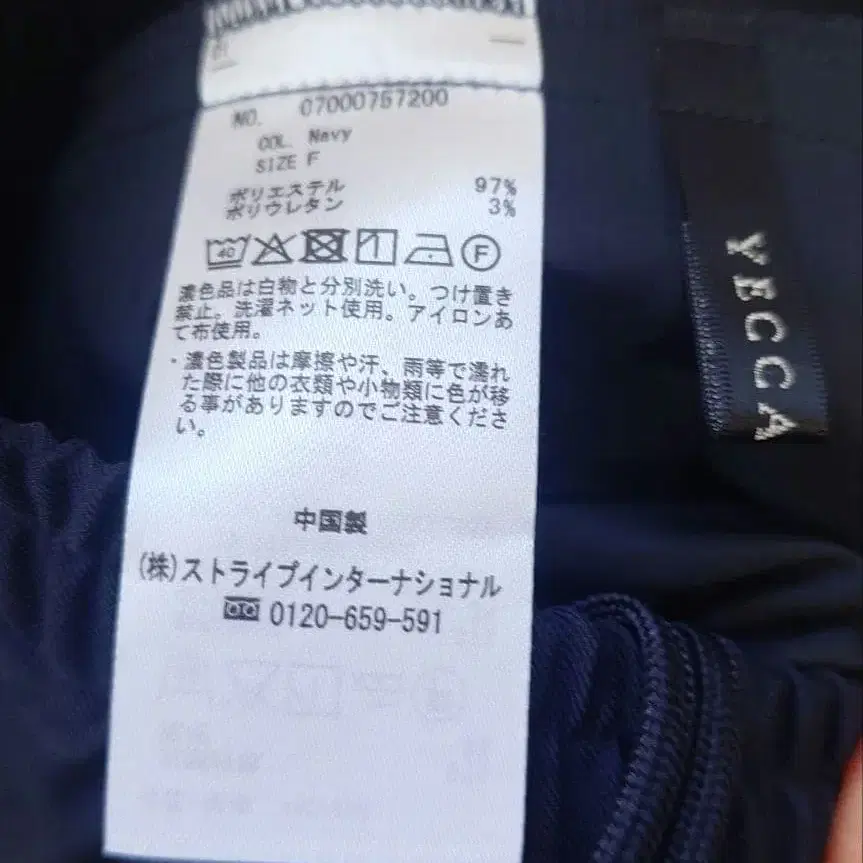 NO. 07000757200
COL. Navy
SIZE F
ポリエステル 97%
ポリウレタン 3%
40 F
濃色品は白物と分別洗い。つけ置き
禁止。洗濯ネット使用。アイロンあ
て布使用。
・濃色製品は摩擦や汗、雨等で濡れ
た際に他の衣類や小物類に色が移
る事がありますのでご注意くださ
い。
中国製
(株)ストライプインターナショナル
0120-659-591
YECCA